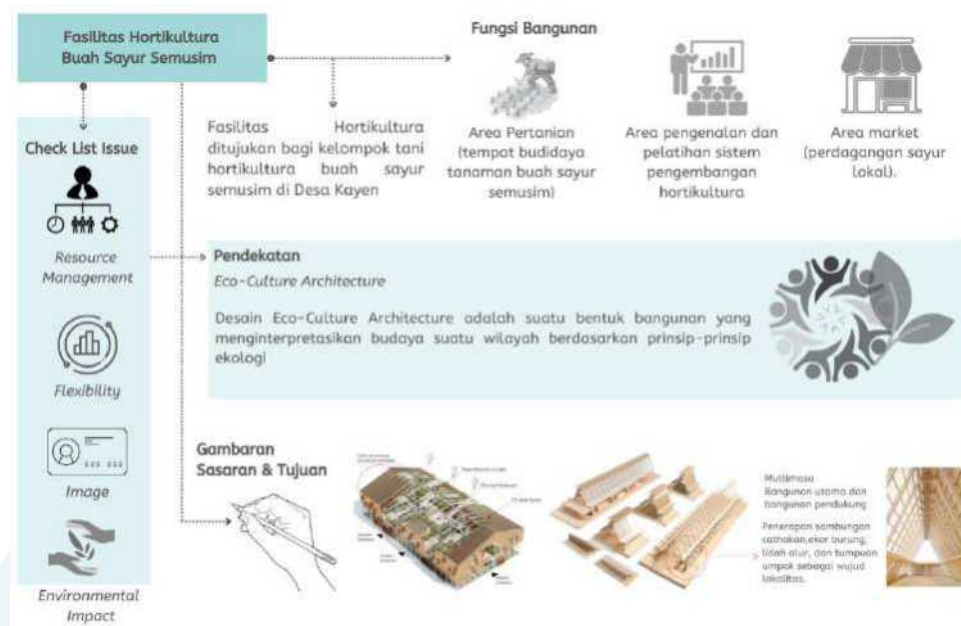 Fasilitas Hortikultura
Buah Sayur Semusim
Fungsi Bangunan
Fasilitas Hortikultura
ditujukan bagi kelompok tani
hortikultura buah sayur
semusim di Desa Kayen
Area Pertanian
(tempat budidaya
tanaman buah sayur
semusim)
Area pengenalan dan
pelatihan sistem
pengembangan
hortikultura
Area market
(perdagangan sayur
lokal).
Check List Issue
Resource
Management
Flexibility
Image
Environmental
Impact
Pendekatan
Eco-Culture Architecture
Desain Eco-Culture Architecture adalah suatu bentuk bangunan yang
menginterpretasikan budaya suatu wilayah berdasarkan prinsip-prinsip
ekologi
Gambaran
Sasaran & Tujuan
Bangunan utama dan
bangunan pendukung
Penerapan sambungan
cathokan,ekor burung,
lidah alur, dan tumpuan
umpak sebagai wujud
lokalitas.